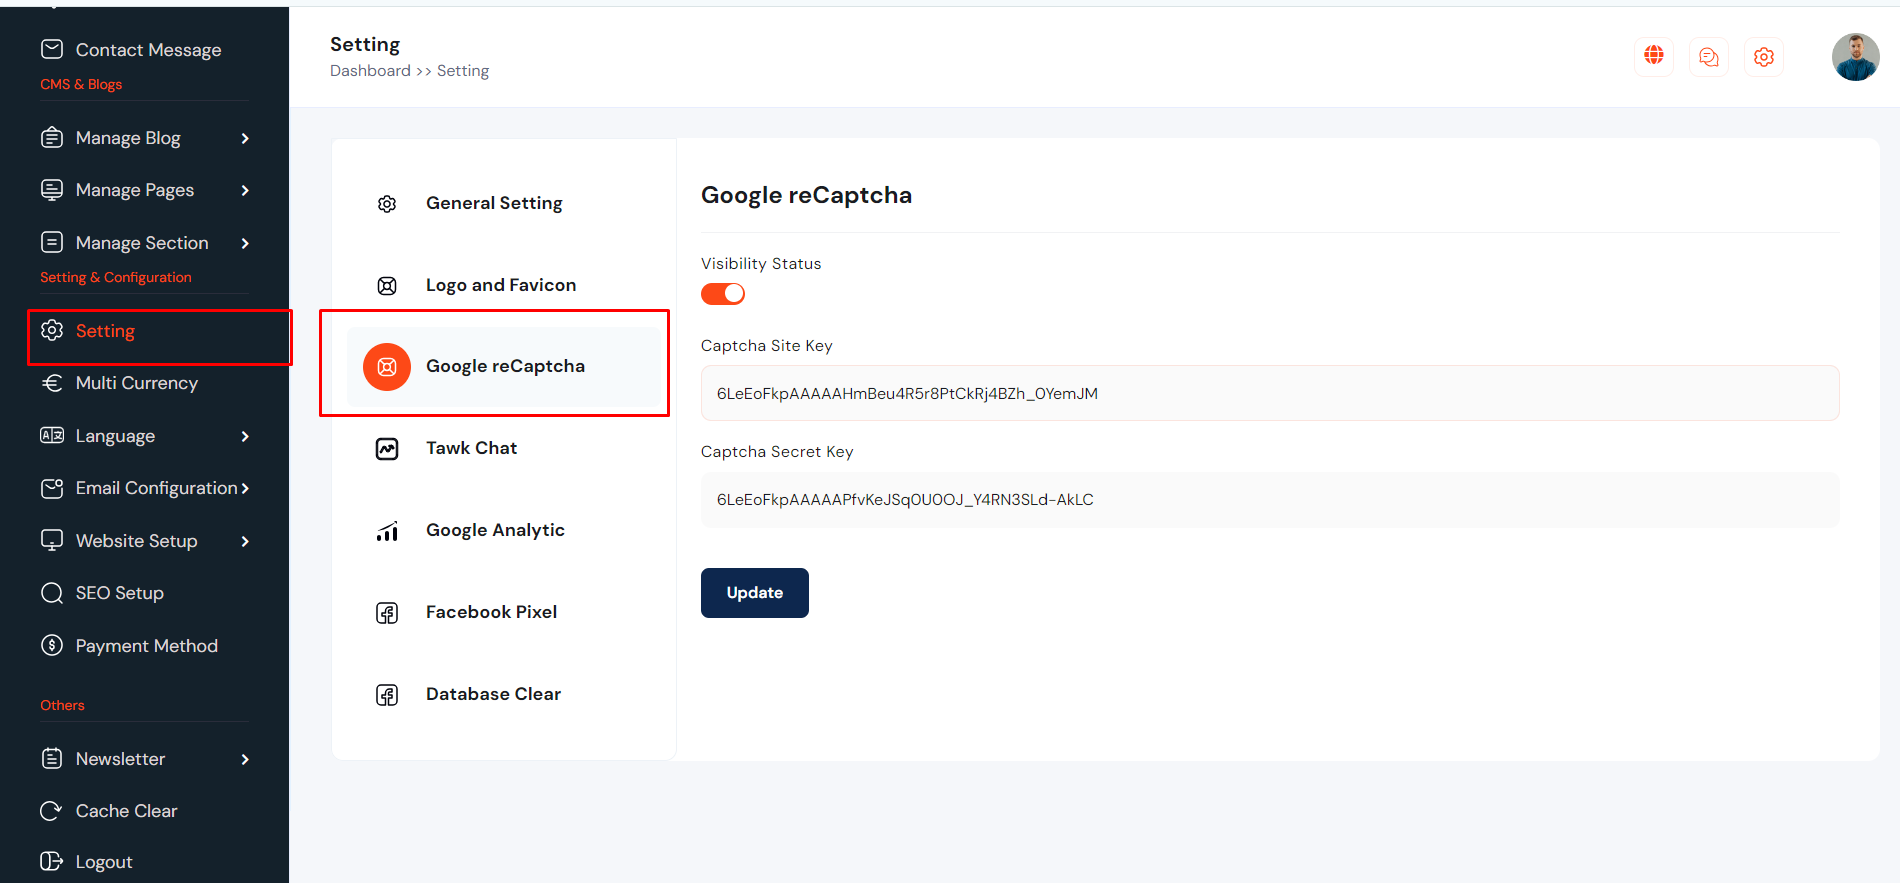 Contact Message
CMS & Blogs
Manage Blog
Manage Pages
Manage Section
Setting & Configuration
Setting
Multi Currency
Language
Email Configuration
Website Setup
SEO Setup
Payment Method
Others
Newsletter
Cache Clear
Logout
Setting
Dashboard >> Setting
General Setting
Logo and Favicon
Google reCaptcha
Tawk Chat
Google Analytic
Facebook Pixel
Database Clear
Google reCaptcha
Visibility Status
Captcha Site Key
6LeEoFkpAAAAAHmBeu4R5r8PtCkRj4BZh_0YemJM
Captcha Secret Key
6LeEoFkpAAAAAPfvKeJSq0U0OJ_Y4RN3SLd-AkLC
Update